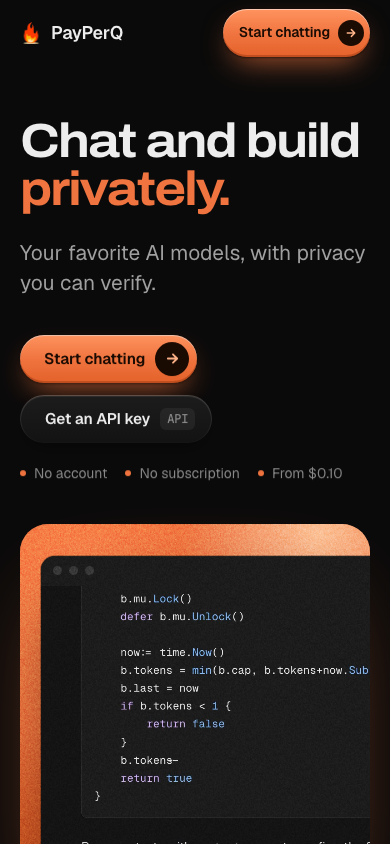 PayPerQ
Start chatting
Chat and build
privately.
Your favorite AI models, with privacy
you can verify.
Start chatting
Get an API key API
No account No subscription From $0.10
b.mu.Lock()
defer b.mu.Unlock()
now:= time.Now()
b.tokens = min(b.cap, b.tokens+now.Sub
b.last = now
if b.tokens < 1 {
return false
}
b.tokens—
return true
}